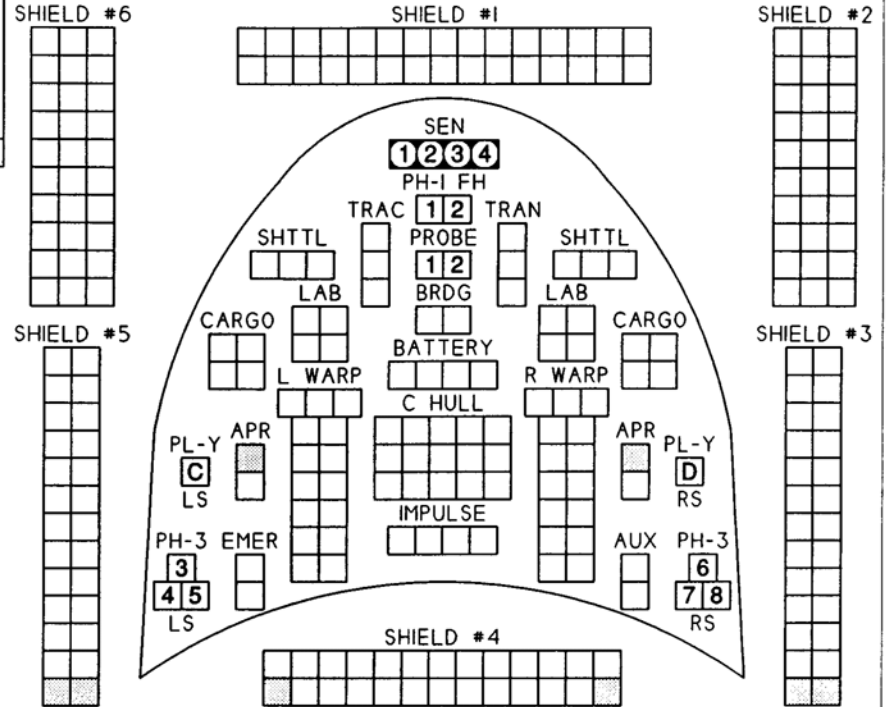 SHIELD #6
SHIELD #1
SHIELD #2
SEN
1 2 3 4
PH-1 FH
TRAC 1 2 TRAN
SHTTL PROBE SHTTL
1 2
LAB BRDG LAB
CARGO CARGO
SHIELD #5
SHIELD #3
BATTERY
L WARP R WARP
C HULL
PL-Y APR APR PL-Y
C D
LS RS
IMPULSE
PH-3 EMER AUX PH-3
3 6
4 5 7 8
LS RS
SHIELD #4